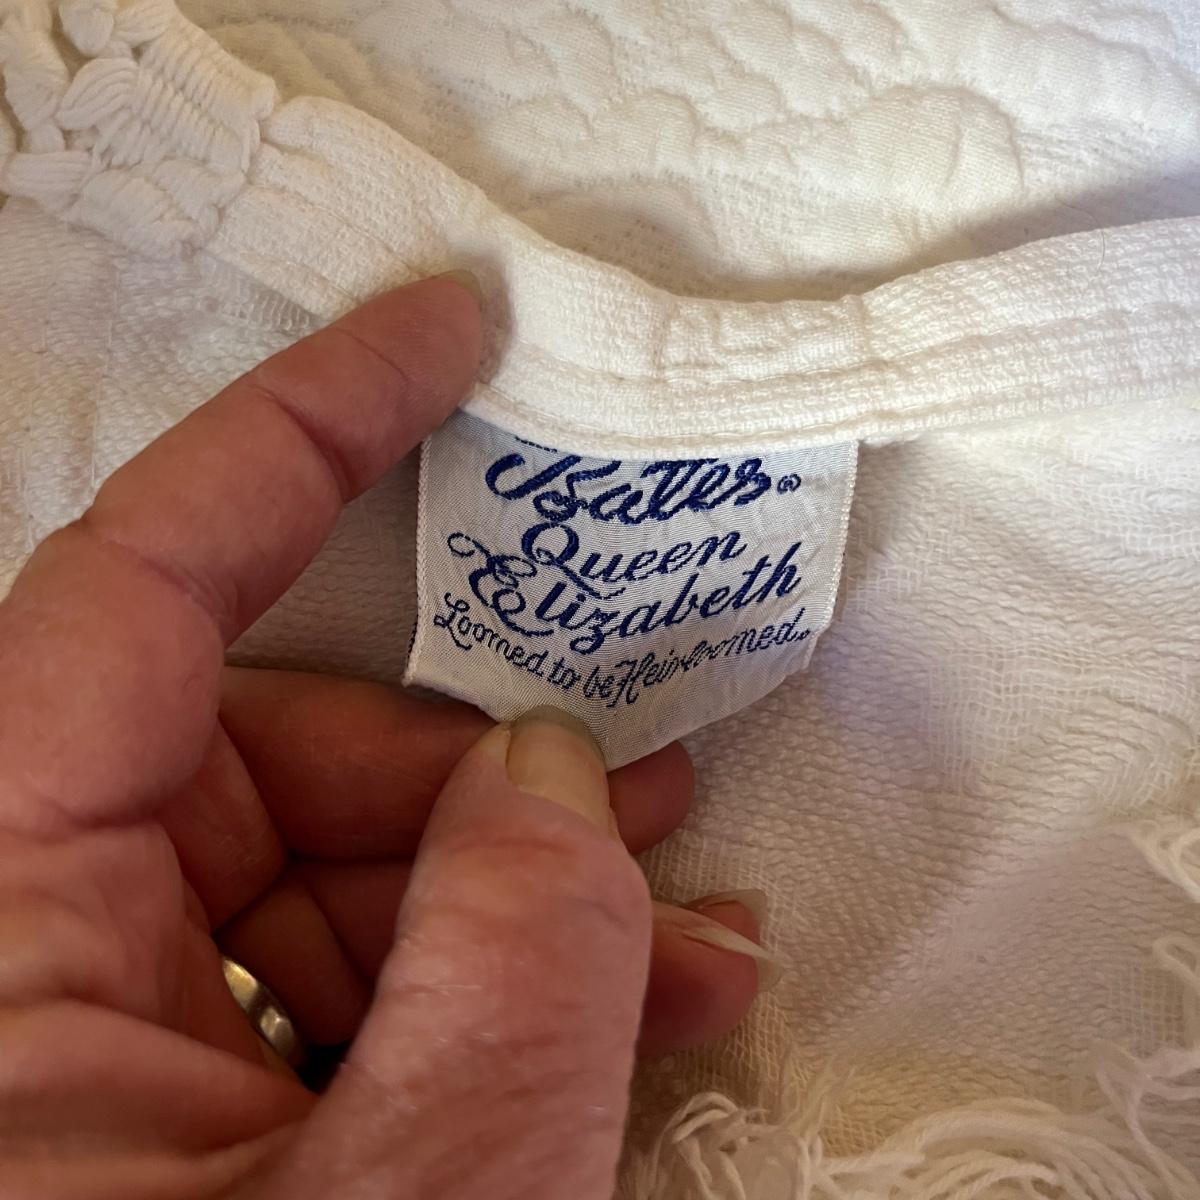 Bates®
Queen
Elizabeth
Loomed to be Heirloomed.